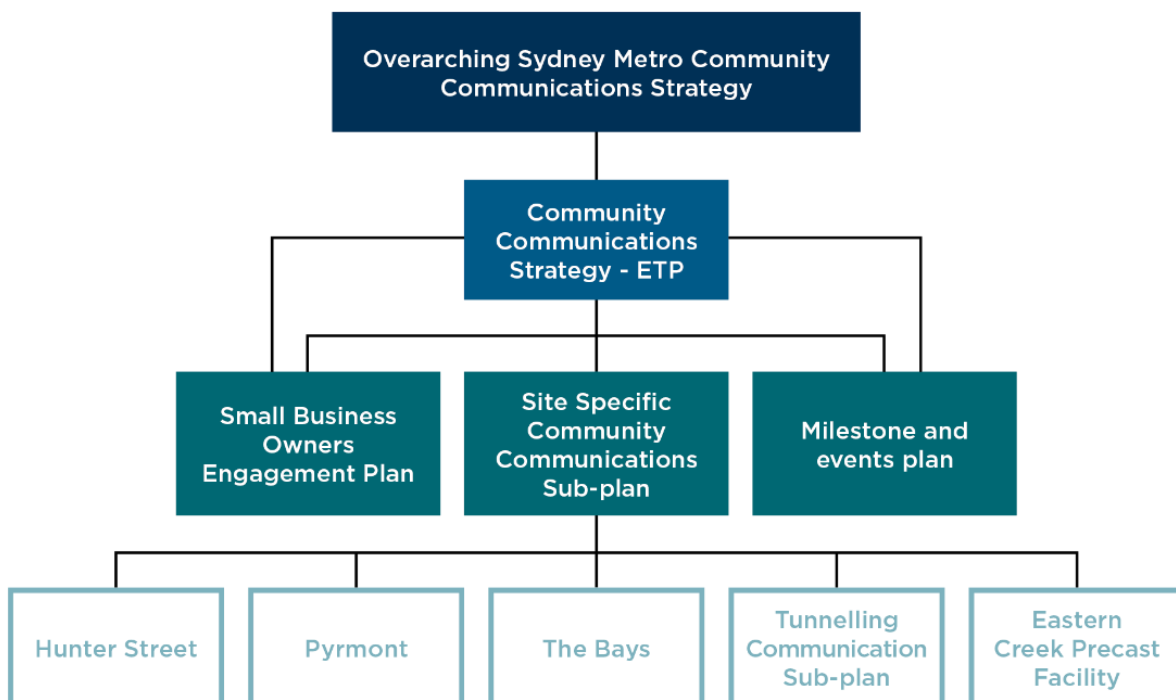 Overarching Sydney Metro Community
Communications Strategy
Community
Communications
Strategy - ETP
Small Business
Owners
Engagement Plan
Site Specific
Community
Communications
Sub-plan
Milestone and
events plan
Hunter Street
Pyrmont
The Bays
Tunnelling
Communication
Sub-plan
Eastern
Creek Precast
Facility